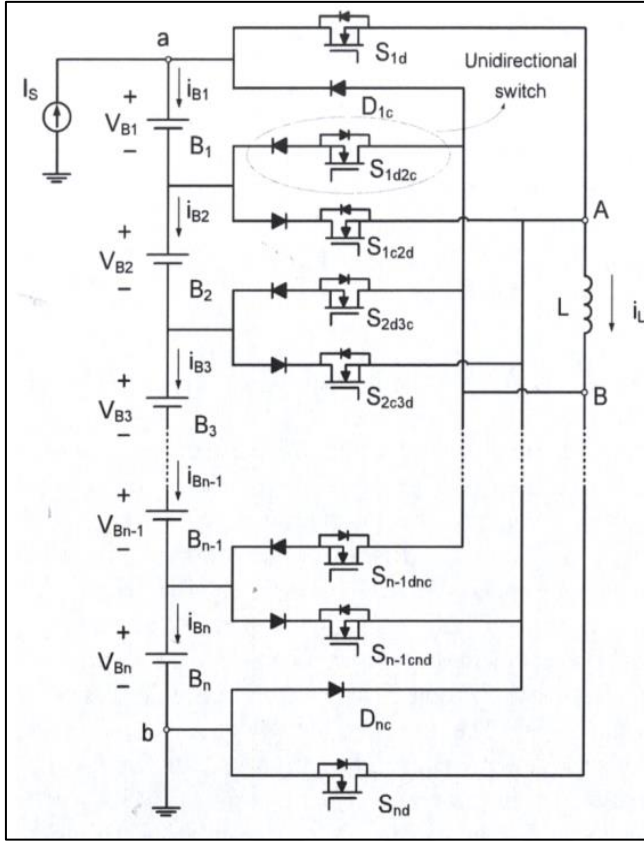 a
S1d
Unidirectional
switch
IS
iB1
+
VB1
−
B1
D1c
S1d2c
iB2
+
VB2
−
B2
S1c2d
A
S2d3c
L
iL
iB3
+
VB3
−
B3
S2c3d
B
iBn-1
+
VBn-1
−
Bn-1
Sn-1dnc
iBn
+
VBn
−
Bn
Sn-1cnd
Dnc
b
Snd